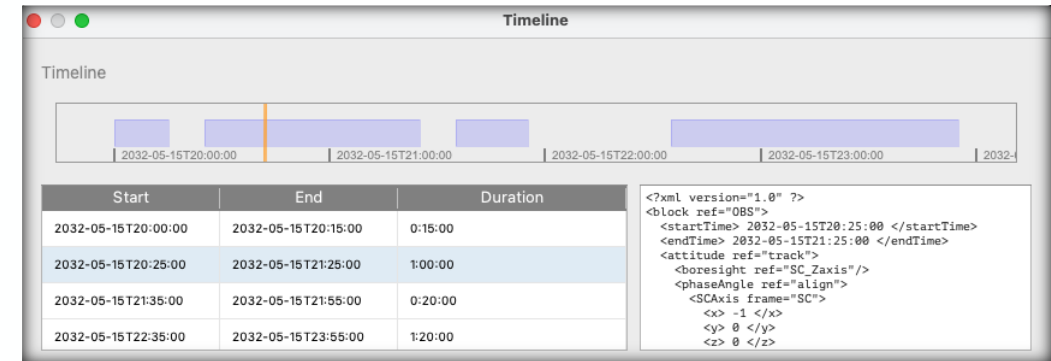 Timeline
Timeline
2032-05-15T20:00:00 2032-05-15T21:00:00 2032-05-15T22:00:00 2032-05-15T23:00:00
Start End Duration
2032-05-15T20:00:00 2032-05-15T20:15:00 0:15:00
2032-05-15T20:25:00 2032-05-15T21:25:00 1:00:00
2032-05-15T21:35:00 2032-05-15T21:55:00 0:20:00
2032-05-15T22:35:00 2032-05-15T23:55:00 1:20:00
<?xml version="1.0" ?>
<block ref="OBS">
<startTime> 2032-05-15T20:25:00 </startTime>
<endTime> 2032-05-15T21:25:00 </endTime>
<attitude ref="track">
<boresight ref="SC_Zaxis"/>
<phaseAngle ref="align">
<SCAxis frame="SC">
<x> -1 </x>
<y> 0 </y>
<z> 0 </z>